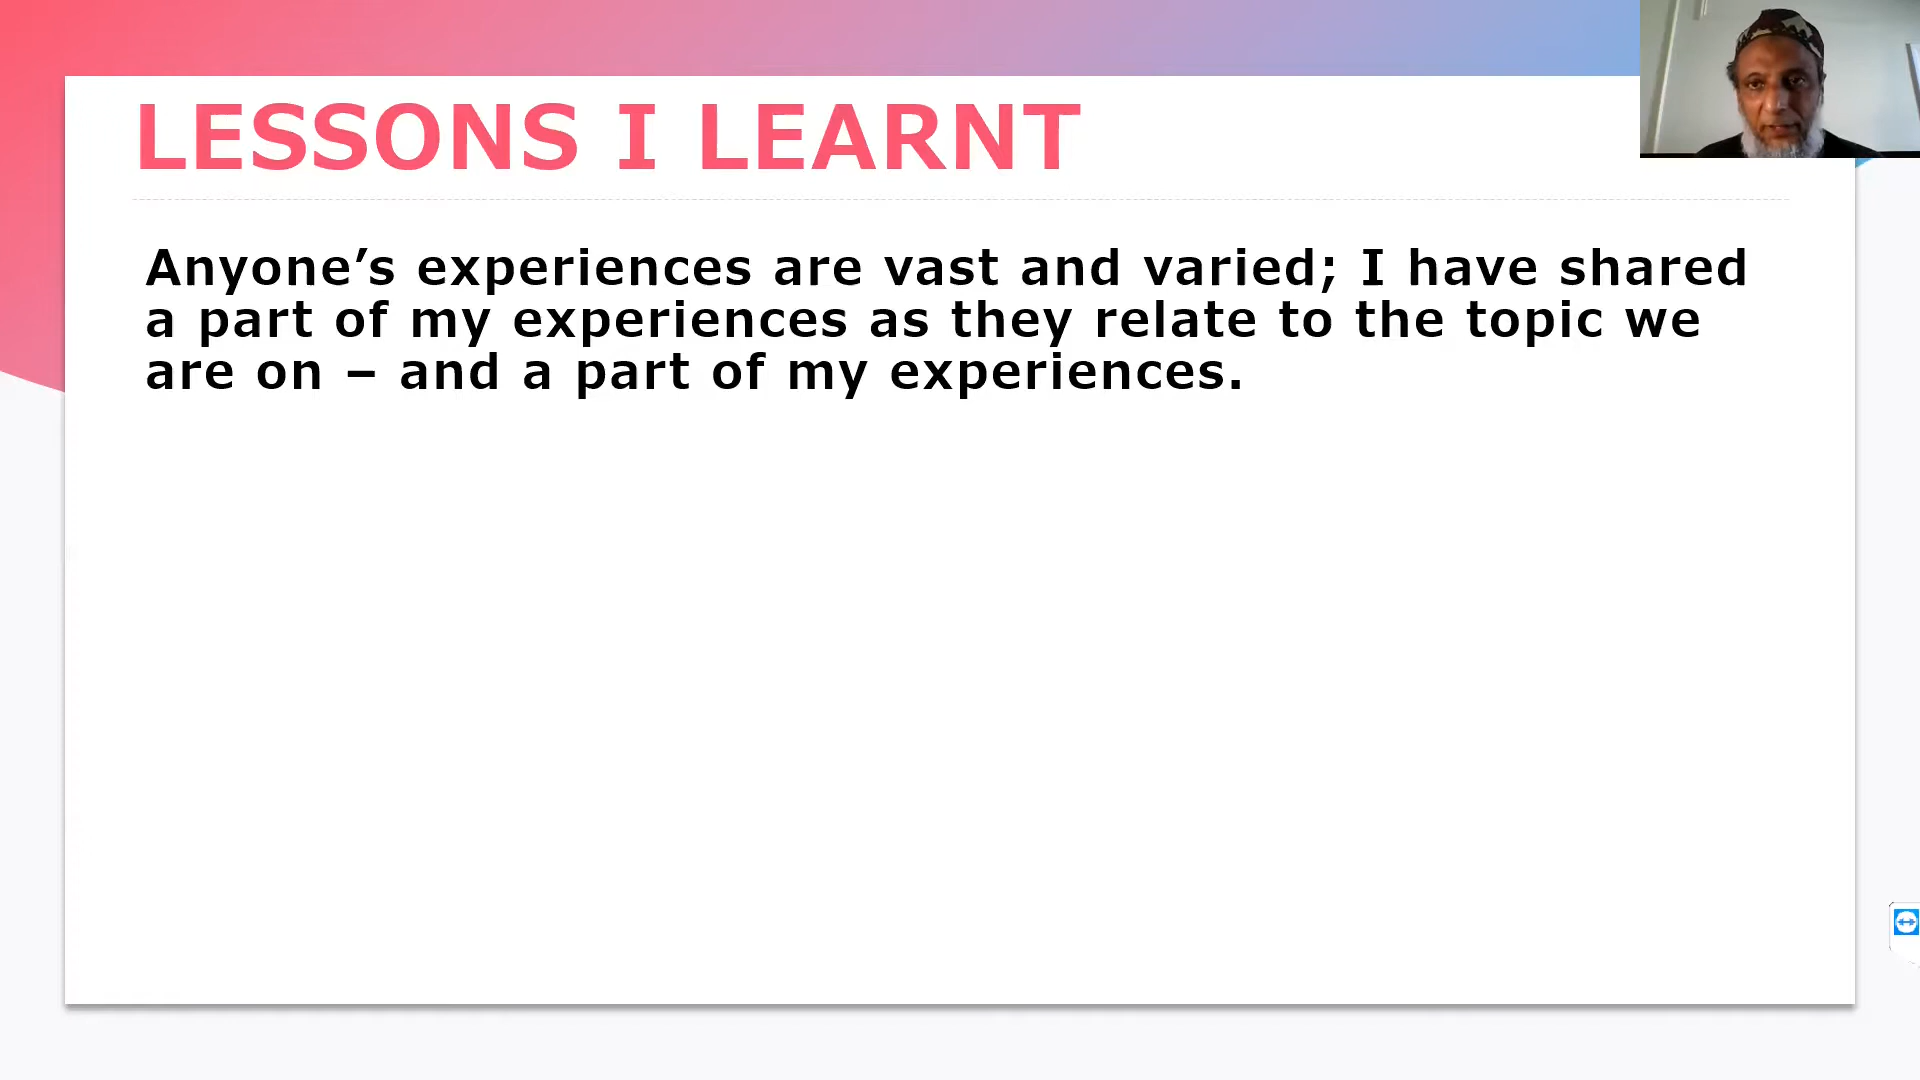 LESSONS I LEARNT
Anyone’s experiences are vast and varied; I have shared
a part of my experiences as they relate to the topic we
are on – and a part of my experiences.